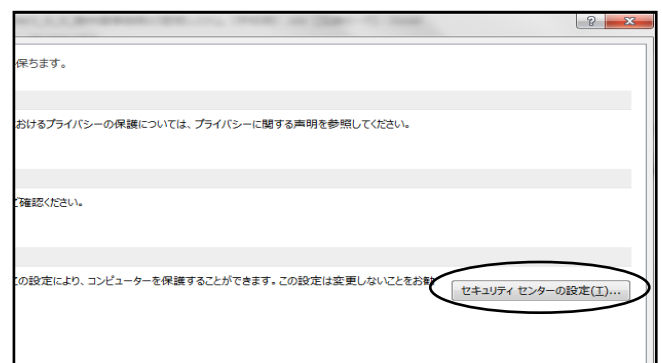 保ちます。
おけるプライバシーの保護については、プライバシーに関する声明を参照してください。
ご確認ください。
の設定により、コンピューターを保護することができます。この設定は変更しないことをお勧
セキュリティ センターの設定(T)...